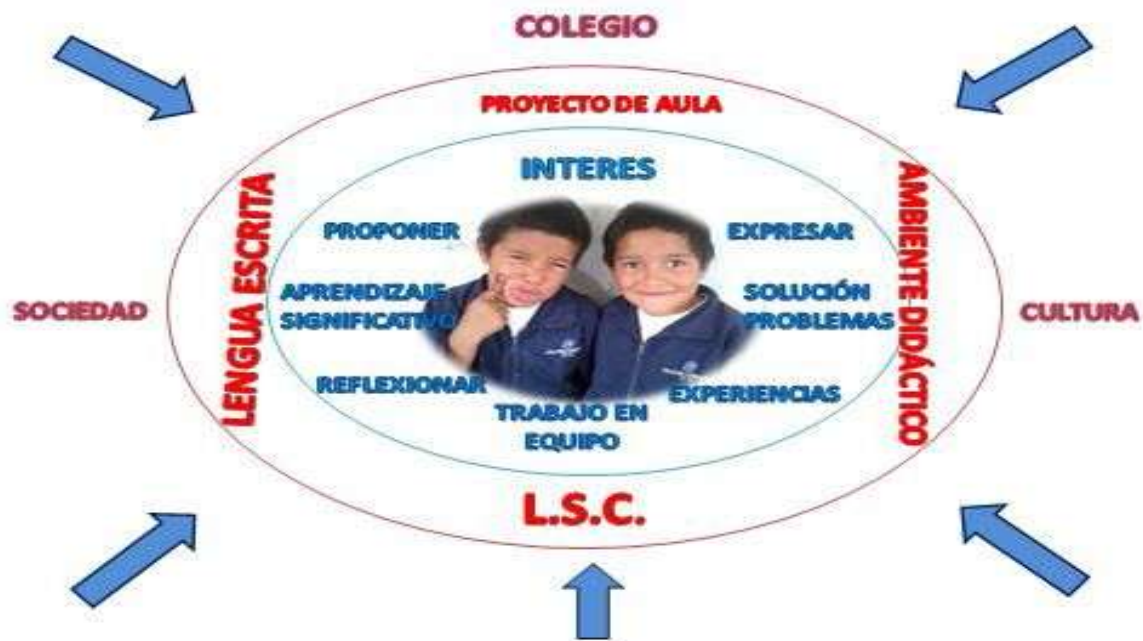 COLEGIO
PROYECTO DE AULA
INTERES
PROPONER
EXPRESAR
APRENDIZAJE
SIGNIFICATIVO
SOLUCIÓN
PROBLEMAS
REFLEXIONAR
EXPERIENCIAS
TRABAJO EN
EQUIPO
LENGUA ESCRITA
AMBIENTE DIDÁCTICO
SOCIEDAD
CULTURA
L.S.C.